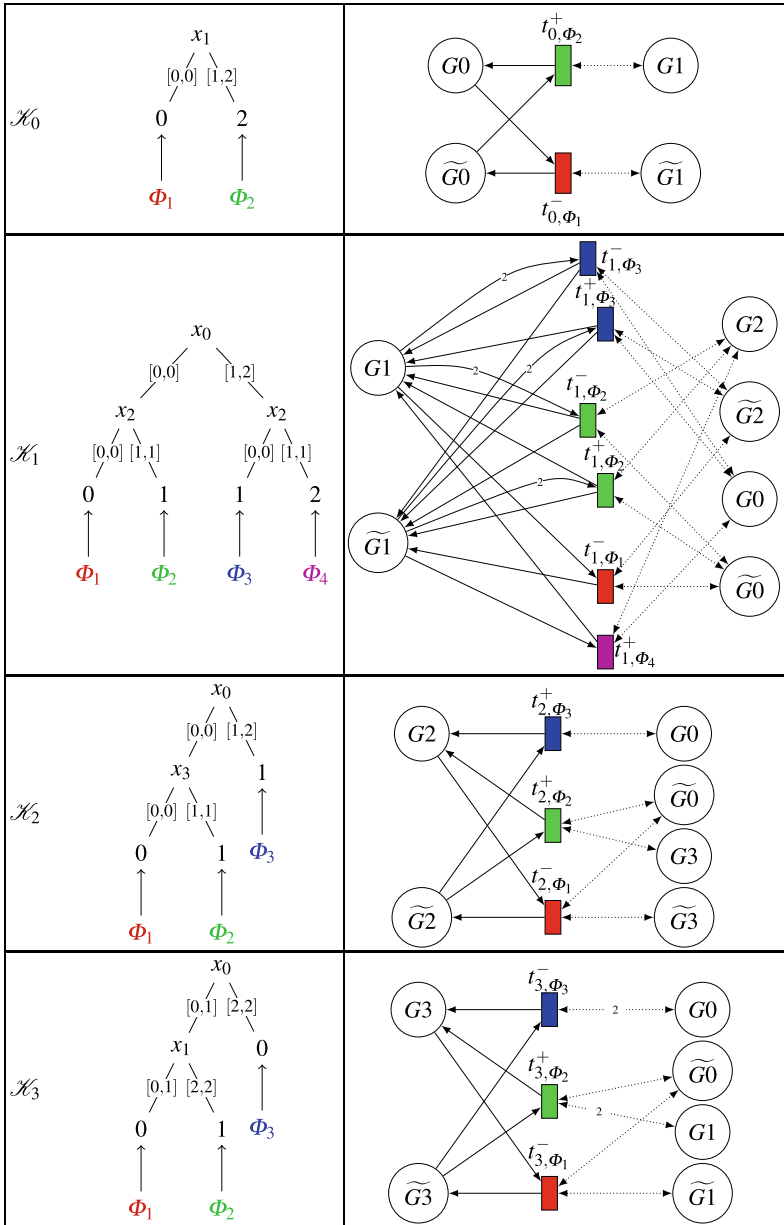 𝒦0
x1
[0,0] [1,2]
0 2
Φ1 Φ2
t⁺0,Φ2
G0 G1
G̃0 G̃1
t⁻0,Φ1
𝒦1
x0
[0,0] [1,2]
x2 x2
[0,0] [1,1] [0,0] [1,1]
0 1 1 2
Φ1 Φ2 Φ3 Φ4
t⁻1,Φ3
2
t⁺1,Φ3
G2
G1
2 2
t⁻1,Φ2
G̃2
t⁺1,Φ2
2
G0
G̃1
t⁻1,Φ1
G̃0
t⁺1,Φ4
𝒦2
x0
[0,0] [1,2]
x3 1
[0,0] [1,1]
Φ3
0 1
Φ1 Φ2
t⁺2,Φ3
G2 G0
t⁺2,Φ2
G̃0
G3
t⁻2,Φ1
G̃2 G̃3
𝒦3
x0
[0,1] [2,2]
x1 0
[0,1] [2,2]
Φ3
0 1
Φ1 Φ2
t⁻3,Φ3
G3 2 G0
t⁺3,Φ2
G̃0
2
G1
t⁻3,Φ1
G̃3 G̃1